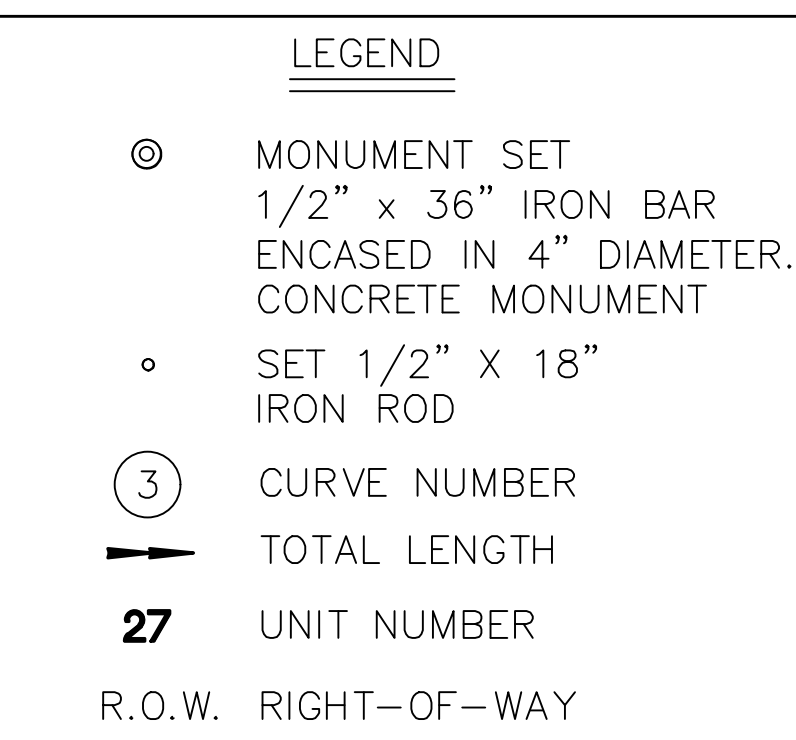 LEGEND
MONUMENT SET
1/2” x 36” IRON BAR
ENCASED IN 4” DIAMETER.
CONCRETE MONUMENT
SET 1/2” X 18”
IRON ROD
3 CURVE NUMBER
TOTAL LENGTH
27 UNIT NUMBER
R.O.W. RIGHT–OF–WAY